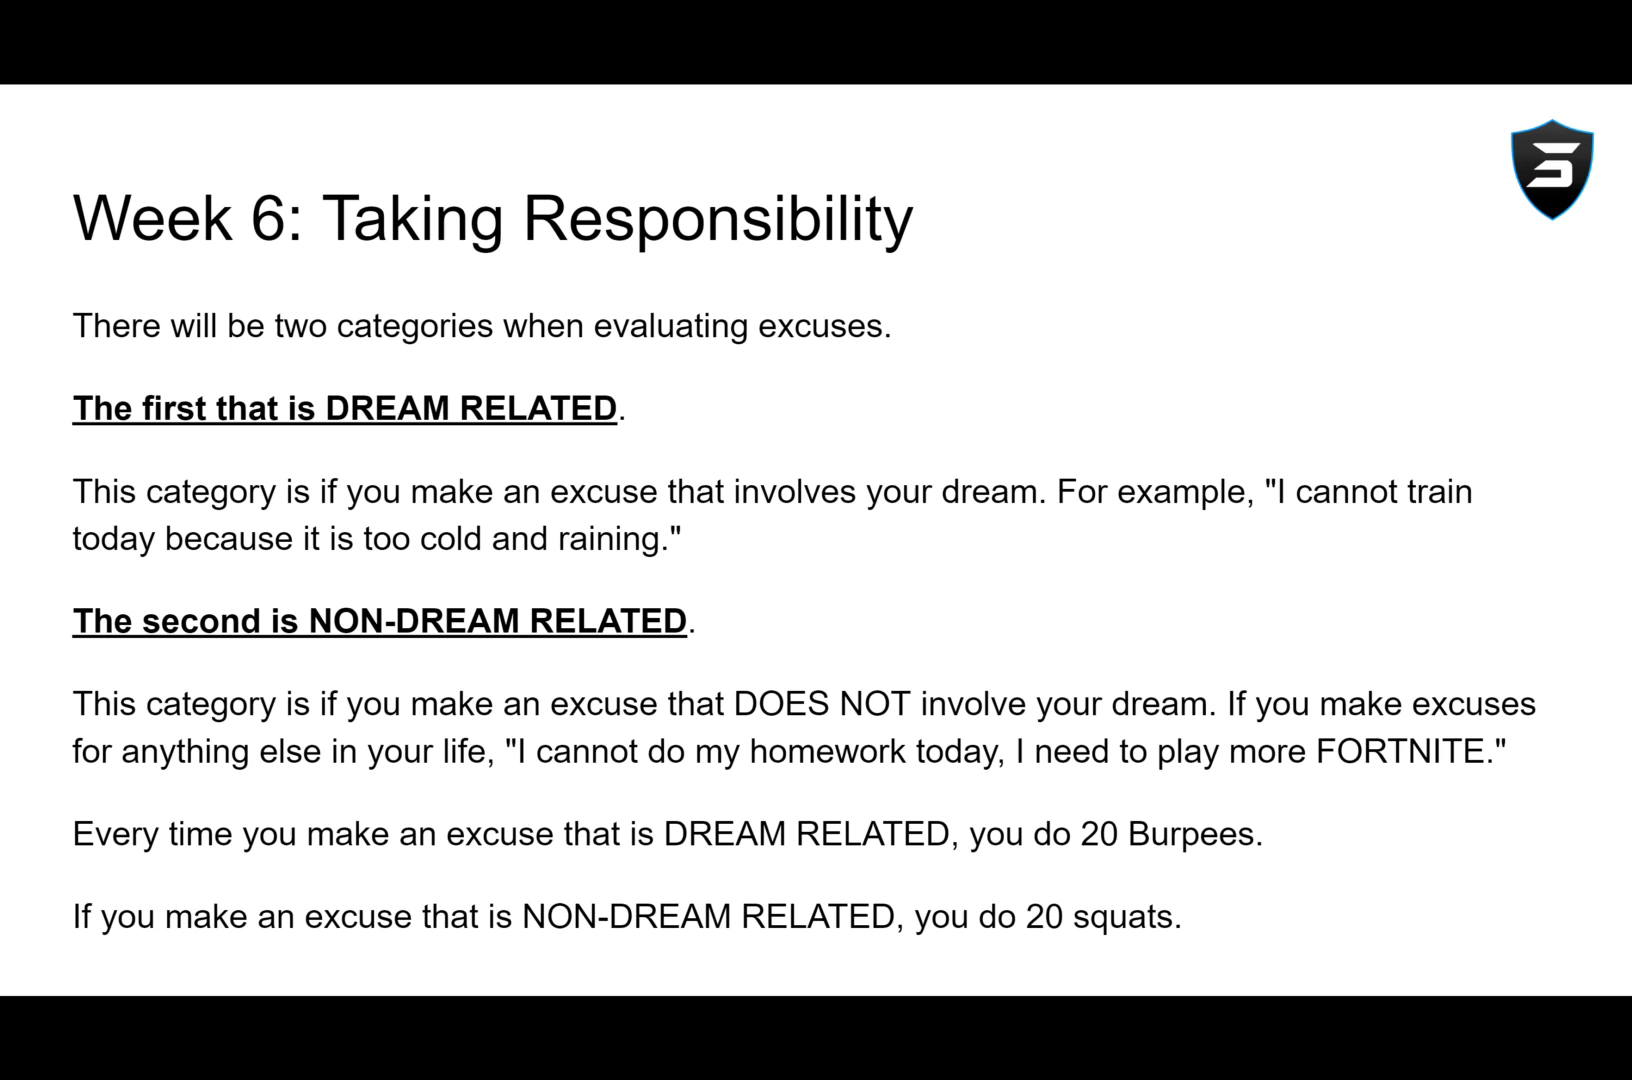 Week 6: Taking Responsibility
There will be two categories when evaluating excuses.
The first that is DREAM RELATED.
This category is if you make an excuse that involves your dream. For example, "I cannot train
today because it is too cold and raining."
The second is NON-DREAM RELATED.
This category is if you make an excuse that DOES NOT involve your dream. If you make excuses
for anything else in your life, "I cannot do my homework today, I need to play more FORTNITE."
Every time you make an excuse that is DREAM RELATED, you do 20 Burpees.
If you make an excuse that is NON-DREAM RELATED, you do 20 squats.